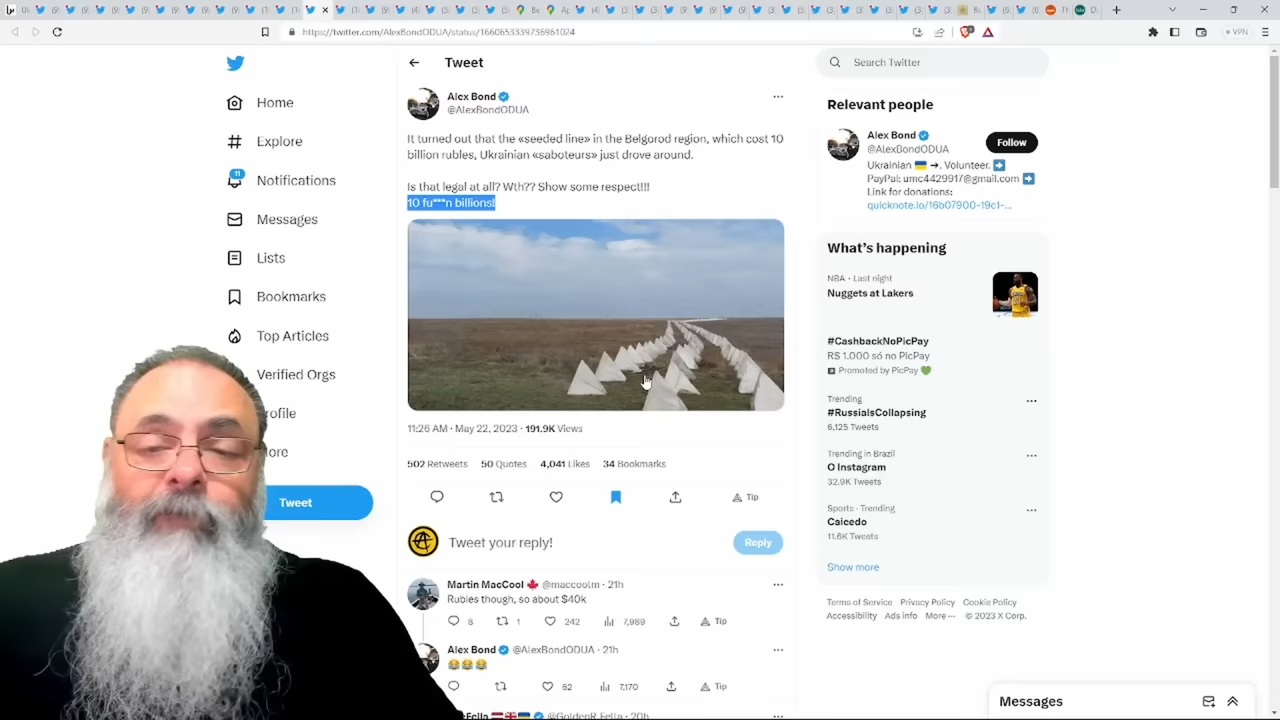 https://twitter.com/AlexBondODUA/status/1660653339736961024
VPN
Home
Explore
11
Notifications
Messages
Lists
Bookmarks
Top Articles
Verified Orgs
Tweet
Tweet
Alex Bond
@AlexBondODUA
It turned out that the «seeded line» in the Belgorod region, which cost 10
billion rubles, Ukrainian «saboteurs» just drove around.
Is that legal at all? Wth?? Show some respect!!!
10 fu***n billions!
11:26 AM · May 22, 2023 · 191.9K Views
502 Retweets 50 Quotes 4,041 Likes 34 Bookmarks
Tip
Tweet your reply!
Reply
Martin MacCool @maccoolm · 21h
Rubles though, so about $40k
8 1 242 7,989 Tip
Alex Bond @AlexBondODUA · 21h
62 7,170 Tip
@GoldenR_Fella · 20h
Search Twitter
Relevant people
Alex Bond
@AlexBondODUA
Follow
Ukrainian . Volunteer.
PayPal: umc4429917@gmail.com
Link for donations:
quicknote.io/16b07900-19c1-...
What's happening
NBA · Last night
Nuggets at Lakers
#CashbackNoPicPay
R$ 1.000 só no PicPay
Promoted by PicPay
Trending
#RussiaIsCollapsing
6,125 Tweets
Trending in Brazil
O Instagram
32.9K Tweets
Sports · Trending
Caicedo
11.6K Tweets
Show more
Terms of Service Privacy Policy Cookie Policy
Accessibility Ads info More ··· © 2023 X Corp.
Messages